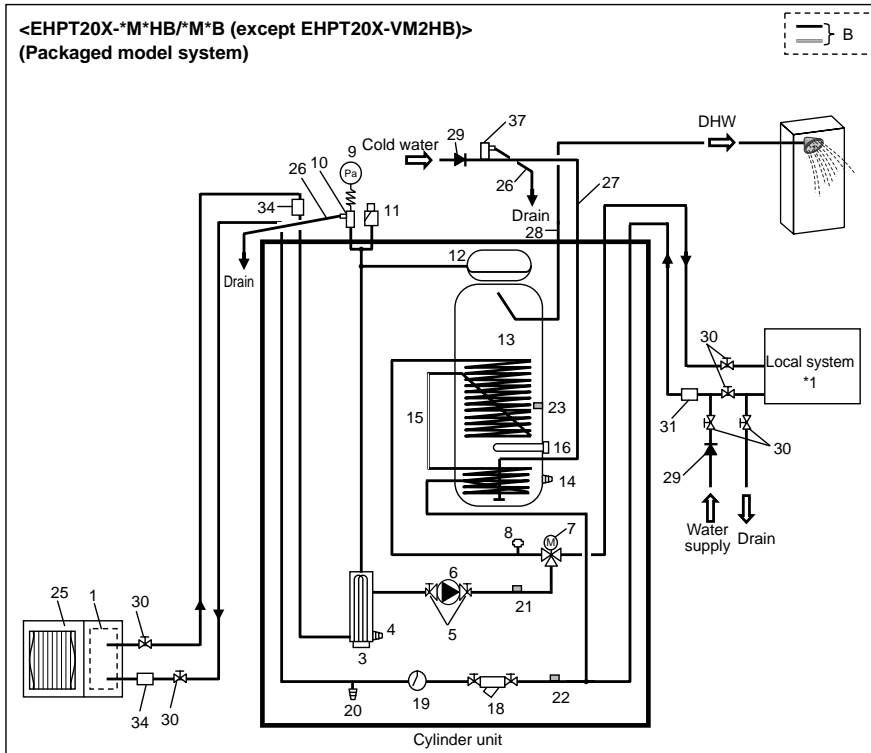 <EHPT20X-*M*HB/*M*B (except EHPT20X-VM2HB)>
(Packaged model system)
B
37
DHW
Cold water
29
9
Pa
10
26
26
27
34
11
Drain
28
12
Drain
13
30
Local system
*1
15
23
31
30
16
29
14
7
8
M
Water
supply
Drain
6
21
25
1
30
4
5
3
22
34
30
20
19
18
Cylinder unit